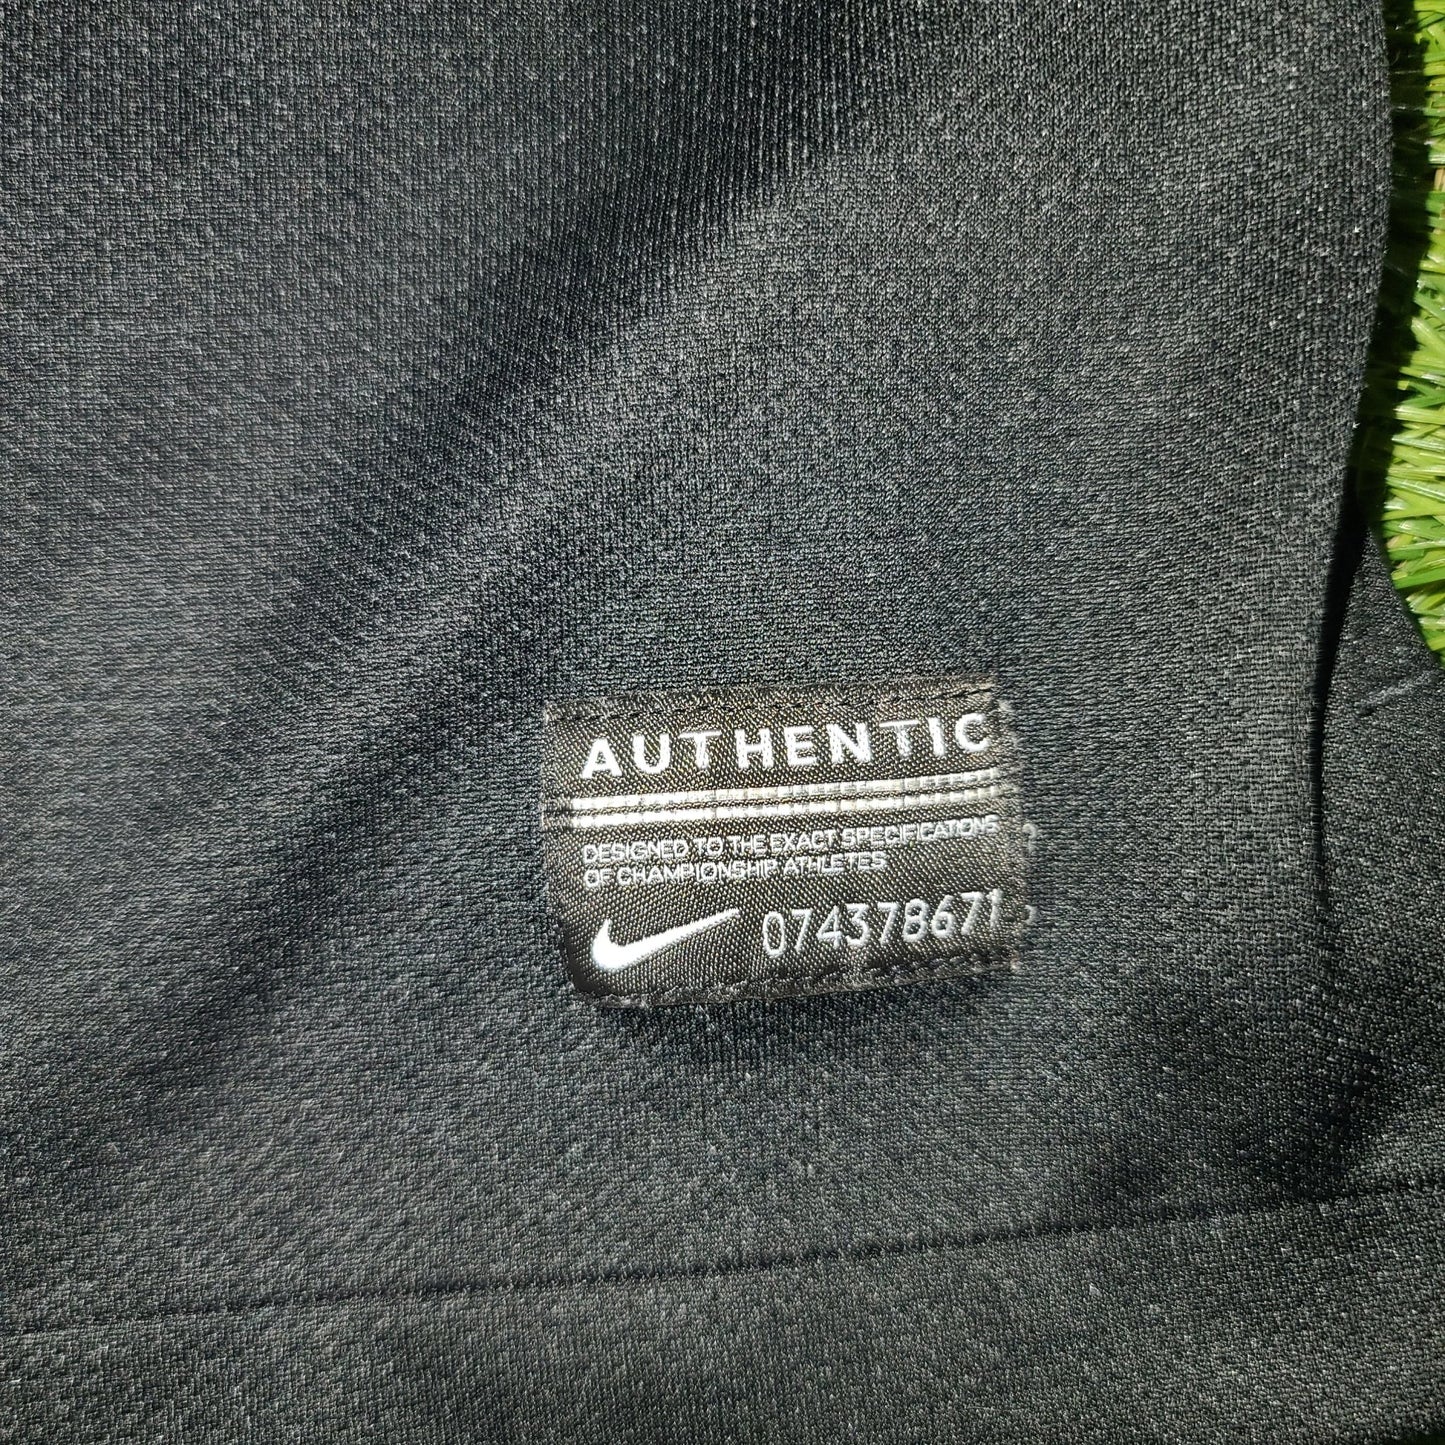 AUTHENTIC
DESIGNED TO THE EXACT SPECIFICATIONS
OF CHAMPIONSHIP ATHLETES
074378671